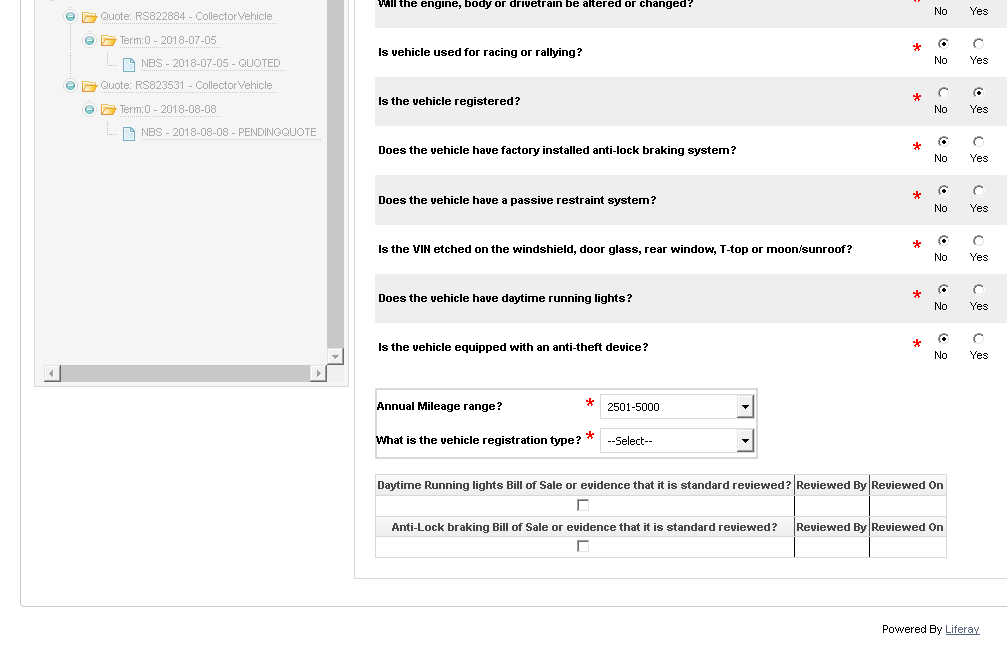 Quote: RS822884 - CollectorVehicle
Term:0 - 2018-07-05
NBS - 2018-07-05 - QUOTED
Quote: RS823531 - CollectorVehicle
Term:0 - 2018-08-08
NBS - 2018-08-08 - PENDINGQUOTE
Will the engine, body or drivetrain be altered or changed? * No Yes
Is vehicle used for racing or rallying? * No Yes
Is the vehicle registered? * No Yes
Does the vehicle have factory installed anti-lock braking system? * No Yes
Does the vehicle have a passive restraint system? * No Yes
Is the VIN etched on the windshield, door glass, rear window, T-top or moon/sunroof? * No Yes
Does the vehicle have daytime running lights? * No Yes
Is the vehicle equipped with an anti-theft device? * No Yes
Annual Mileage range? * 2501-5000
What is the vehicle registration type? * --Select--
Daytime Running lights Bill of Sale or evidence that it is standard reviewed? Reviewed By Reviewed On
Anti-Lock braking Bill of Sale or evidence that it is standard reviewed? Reviewed By Reviewed On
Powered By Liferay